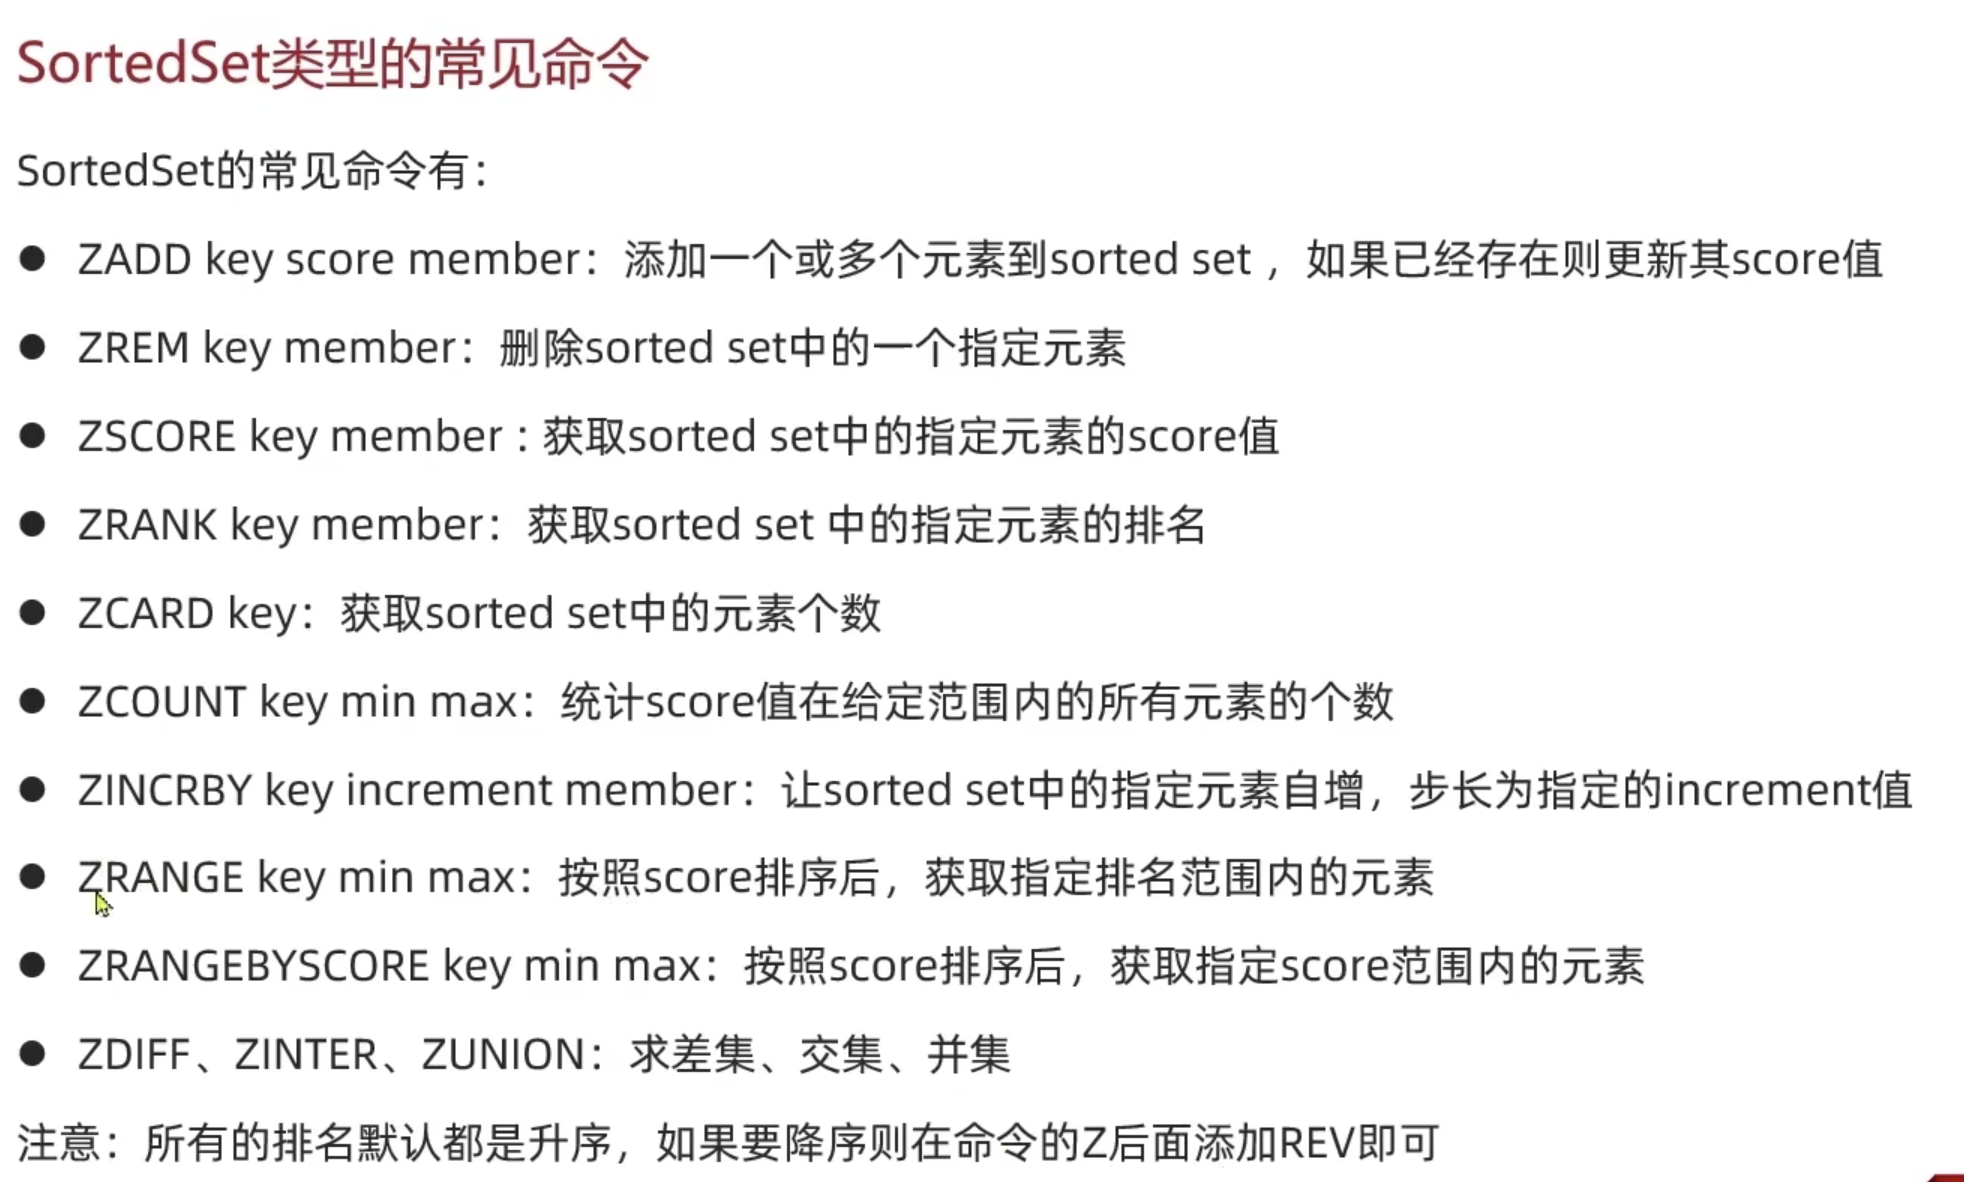 SortedSet类型的常见命令
SortedSet的常见命令有：
● ZADD key score member：添加一个或多个元素到sorted set ，如果已经存在则更新其score值
● ZREM key member：删除sorted set中的一个指定元素
● ZSCORE key member : 获取sorted set中的指定元素的score值
● ZRANK key member：获取sorted set 中的指定元素的排名
● ZCARD key：获取sorted set中的元素个数
● ZCOUNT key min max：统计score值在给定范围内的所有元素的个数
● ZINCRBY key increment member：让sorted set中的指定元素自增，步长为指定的increment值
● ZRANGE key min max：按照score排序后，获取指定排名范围内的元素
● ZRANGEBYSCORE key min max：按照score排序后，获取指定score范围内的元素
● ZDIFF、ZINTER、ZUNION：求差集、交集、并集
注意：所有的排名默认都是升序，如果要降序则在命令的Z后面添加REV即可